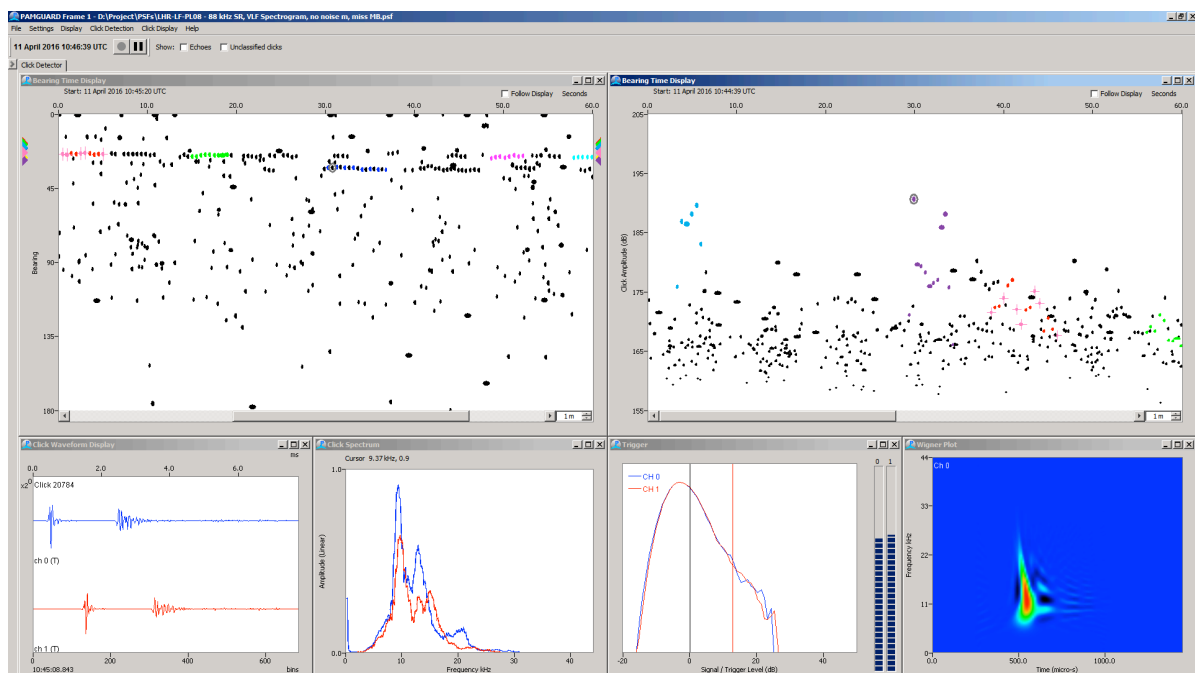 PAMGUARD Frame 1 - D:\Project\PSFs\LHR-LF-PL08 - 88 kHz SR, VLF Spectrogram, no noise m, miss MB.psf
File Settings Display Click Detection Click Display Help
11 April 2016 10:46:39 UTC Show: Echoes Unclassified clicks
Click Detector
Bearing Time Display
Start: 11 April 2016 10:45:20 UTC Follow Display Seconds
0.0 10.0 20.0 30.0 40.0 50.0 60.0
0
45
90
135
180
Bearing
1 m
Bearing Time Display
Start: 11 April 2016 10:44:39 UTC Follow Display Seconds
0.0 10.0 20.0 30.0 40.0 50.0 60.0
205
195
185
175
165
155
Click Amplitude (dB)
1 m
Click Waveform Display
ms
0.0 2.0 4.0 6.0
x2^0
Click 20784
ch 0 (T)
ch 1 (T)
0 200 400 600
10:45:08.843 bins
Click Spectrum
Cursor 9.37 kHz, 0.9
1.0
Amplitude (Linear)
0.0
0 10 20 30 40
Frequency kHz
Trigger
CH 0
CH 1
0 1
-20 0 20 40
Signal / Trigger Level (dB)
Wigner Plot
Ch 0
44
33
22
11
0
Frequency kHz
0.0 500.0 1000.0
Time (micro-s)